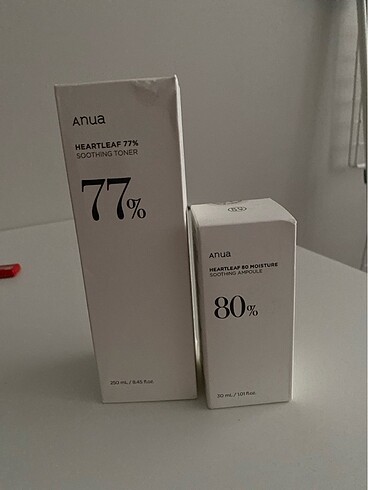 Anua
HEARTLEAF 77%
SOOTHING TONER
77%
250 mL / 8.45 fl.oz.
Anua
HEARTLEAF 80 MOISTURE
SOOTHING AMPOULE
80%
30 mL / 1.01 fl.oz.